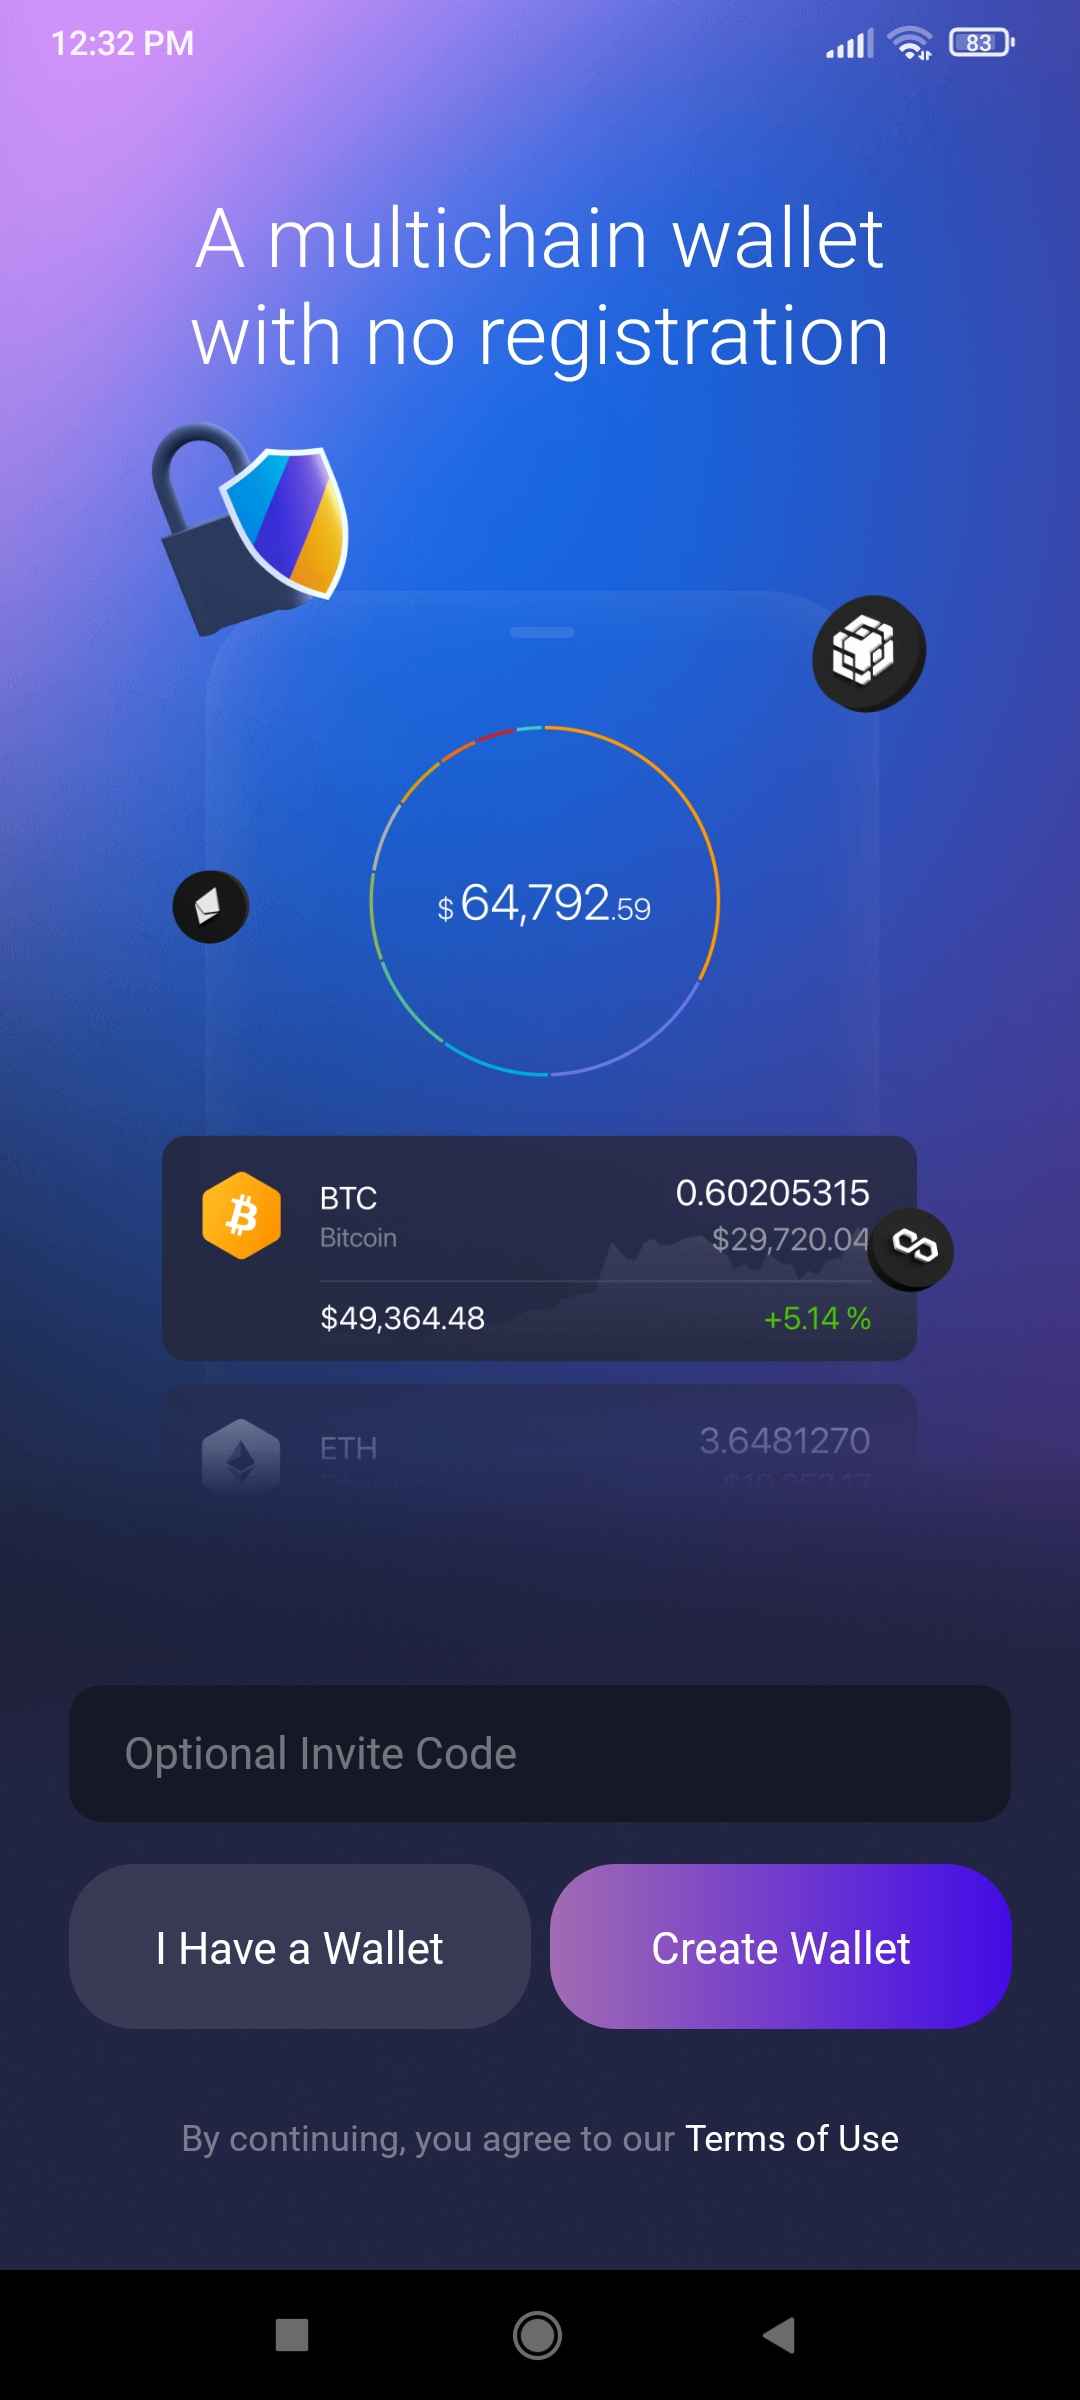 12:32 PM
83
A multichain wallet
with no registration
$ 64,792.59
BTC
0.60205315
Bitcoin
$29,720.04
$49,364.48
+5.14 %
ETH
3.6481270
Optional Invite Code
I Have a Wallet
Create Wallet
By continuing, you agree to our Terms of Use